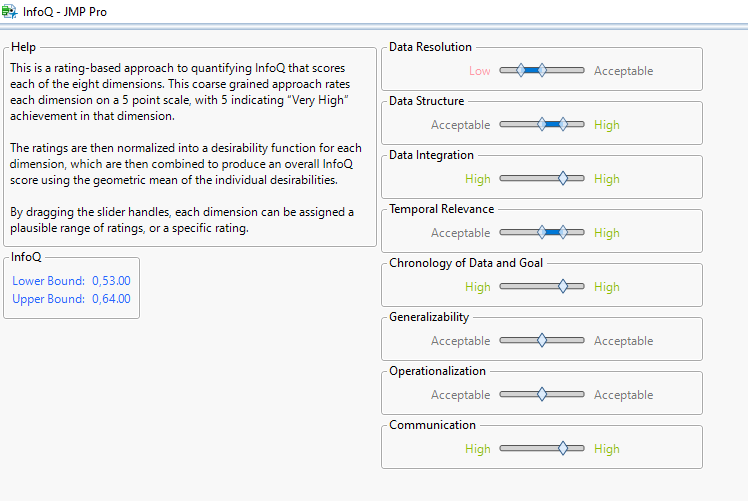 InfoQ - JMP Pro
Help
This is a rating-based approach to quantifying InfoQ that scores
each of the eight dimensions. This coarse grained approach rates
each dimension on a 5 point scale, with 5 indicating “Very High”
achievement in that dimension.
The ratings are then normalized into a desirability function for each
dimension, which are then combined to produce an overall InfoQ
score using the geometric mean of the individual desirabilities.
By dragging the slider handles, each dimension can be assigned a
plausible range of ratings, or a specific rating.
InfoQ
Lower Bound: 0,53.00
Upper Bound: 0,64.00
Data Resolution
Low Acceptable
Data Structure
Acceptable High
Data Integration
High High
Temporal Relevance
Acceptable High
Chronology of Data and Goal
High High
Generalizability
Acceptable Acceptable
Operationalization
Acceptable Acceptable
Communication
High High